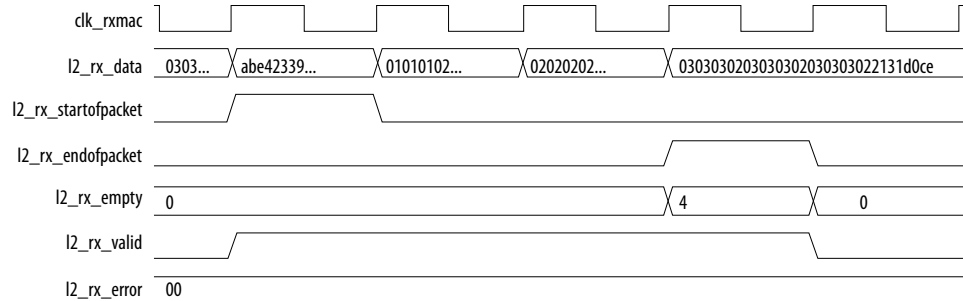 clk_rxmac
l2_rx_data 0303... abe42339... 01010102... 02020202... 0303030203030302030303022131d0ce
l2_rx_startofpacket
l2_rx_endofpacket
l2_rx_empty 0 4 0
l2_rx_valid
l2_rx_error 00